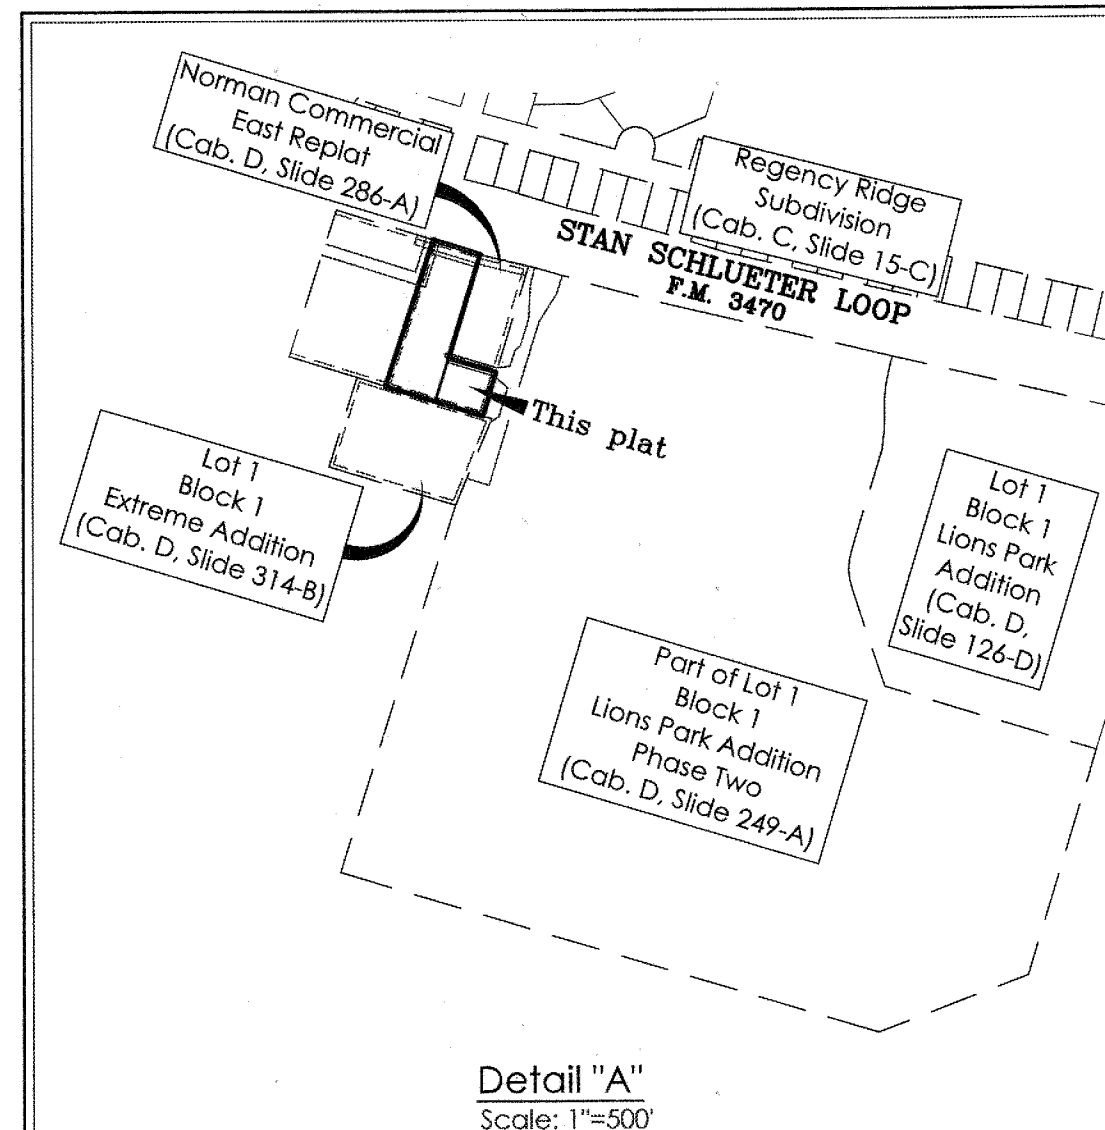 Norman Commercial
East Replat
(Cab. D, Slide 286-A)
Regency Ridge
Subdivision
(Cab. C, Slide 15-C)
STAN SCHLUETER LOOP
F.M. 3470
This plat
Lot 1
Block 1
Extreme Addition
(Cab. D, Slide 314-B)
Lot 1
Block 1
Lions Park
Addition
(Cab. D,
Slide 126-D)
Part of Lot 1
Block 1
Lions Park Addition
Phase Two
(Cab. D, Slide 249-A)
Detail "A"
Scale: 1"=500'